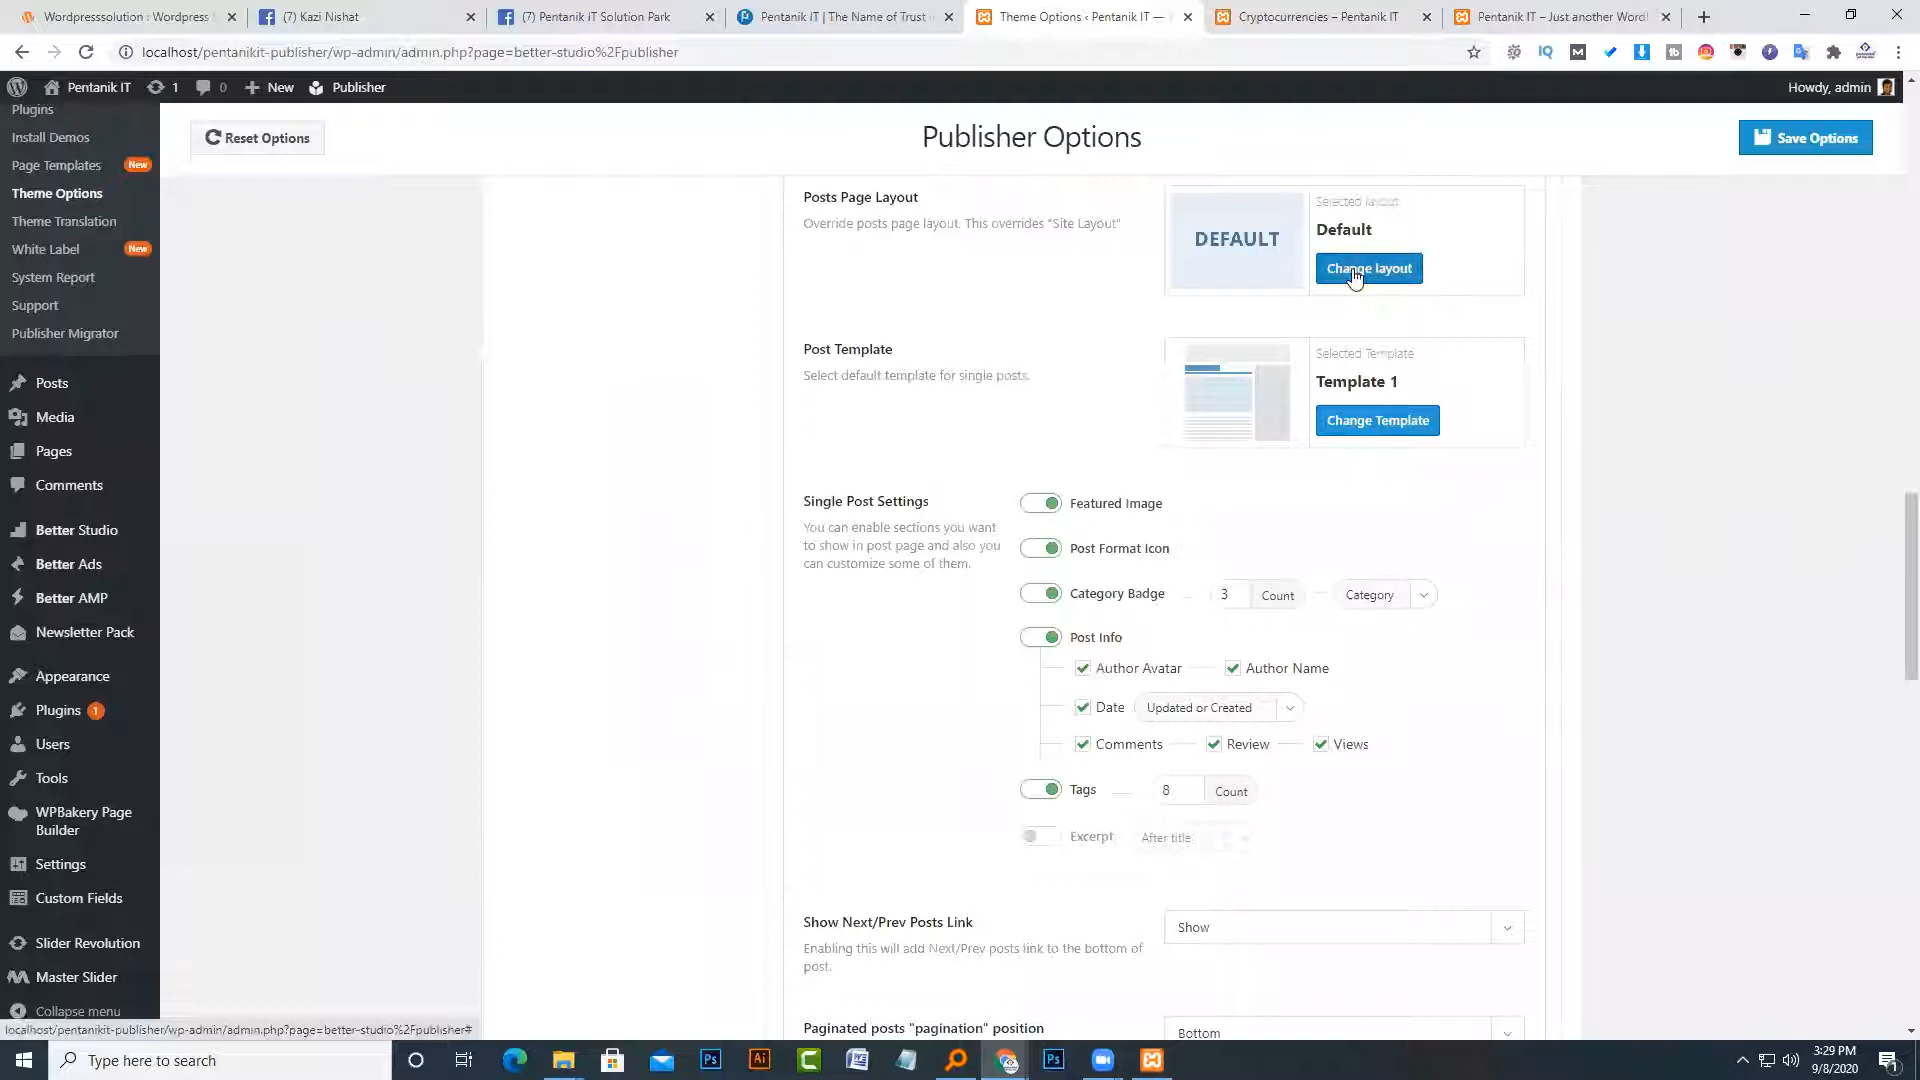 Wordpresssolution : Wordpress
(7) Kazi Nishat
(7) Pentanik iT Solution Park
Pentanik iT | The Name of Trust
Theme Options ‹ Pentanik IT —
Cryptocurrencies – Pentanik IT
Pentanik IT – Just another Word
localhost/pentanikit-publisher/wp-admin/admin.php?page=better-studio%2Fpublisher
Pentanik IT
1
0
New
Publisher
Howdy, admin
Plugins
Install Demos
Page Templates New
Theme Options
Theme Translation
White Label New
System Report
Support
Publisher Migrator
Posts
Media
Pages
Comments
Better Studio
Better Ads
Better AMP
Newsletter Pack
Appearance
Plugins 1
Users
Tools
WPBakery Page
Builder
Settings
Custom Fields
Slider Revolution
Master Slider
Collapse menu
Reset Options
Publisher Options
Save Options
Posts Page Layout
Override posts page layout. This overrides "Site Layout"
DEFAULT
Selected layout
Default
Change layout
Post Template
Select default template for single posts.
Selected Template
Template 1
Change Template
Single Post Settings
You can enable sections you want
to show in post page and also you
can customize some of them.
Featured Image
Post Format Icon
Category Badge 3 Count Category
Post Info
Author Avatar Author Name
Date Updated or Created
Comments Review Views
Tags 8 Count
Excerpt After title
Show Next/Prev Posts Link
Enabling this will add Next/Prev posts link to the bottom of
post.
Show
Paginated posts "pagination" position
Bottom
localhost/pentanikit-publisher/wp-admin/admin.php?page=better-studio%2Fpublisher#
Type here to search
3:29 PM
9/8/2020
1